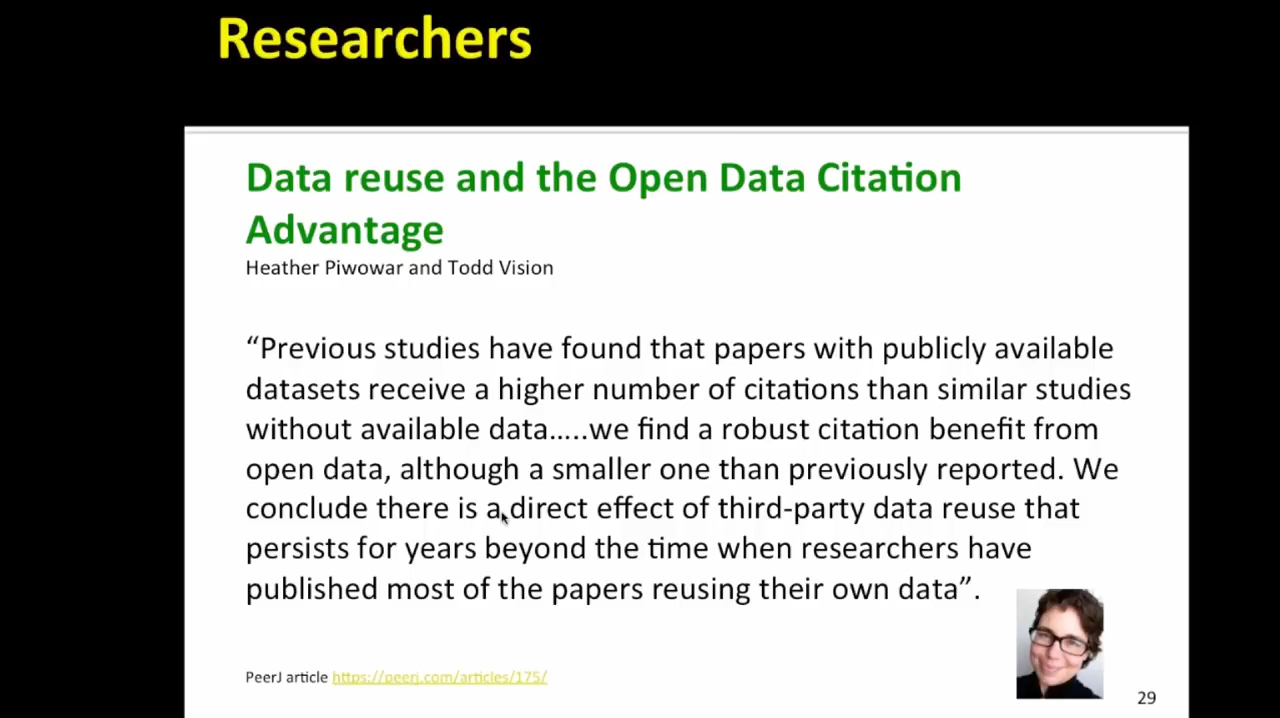 Researchers
Data reuse and the Open Data Citation
Advantage
Heather Piwowar and Todd Vision
“Previous studies have found that papers with publicly available
datasets receive a higher number of citations than similar studies
without available data.....we find a robust citation benefit from
open data, although a smaller one than previously reported. We
conclude there is a direct effect of third-party data reuse that
persists for years beyond the time when researchers have
published most of the papers reusing their own data”.
PeerJ article https://peerj.com/articles/175/
29